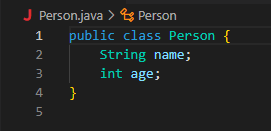 J Person.java > Person
1 public class Person {
2     String name;
3     int age;
4 }
5